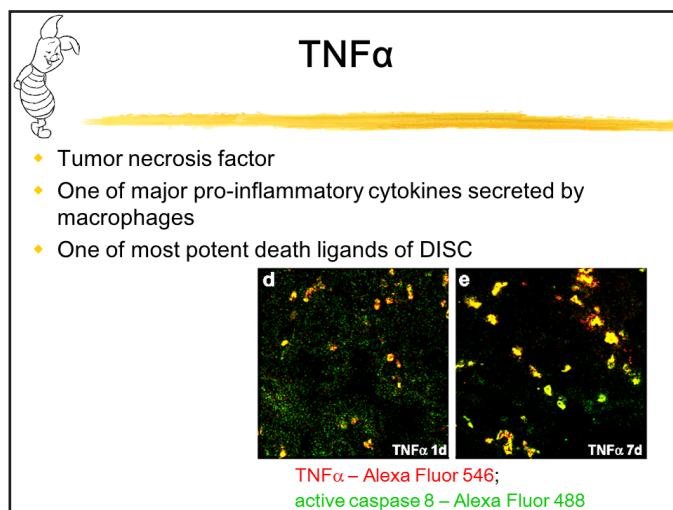 TNFα
Tumor necrosis factor
One of major pro-inflammatory cytokines secreted by
macrophages
One of most potent death ligands of DISC
d
e
TNFα 1d
TNFα 7d
TNFα – Alexa Fluor 546;
active caspase 8 – Alexa Fluor 488